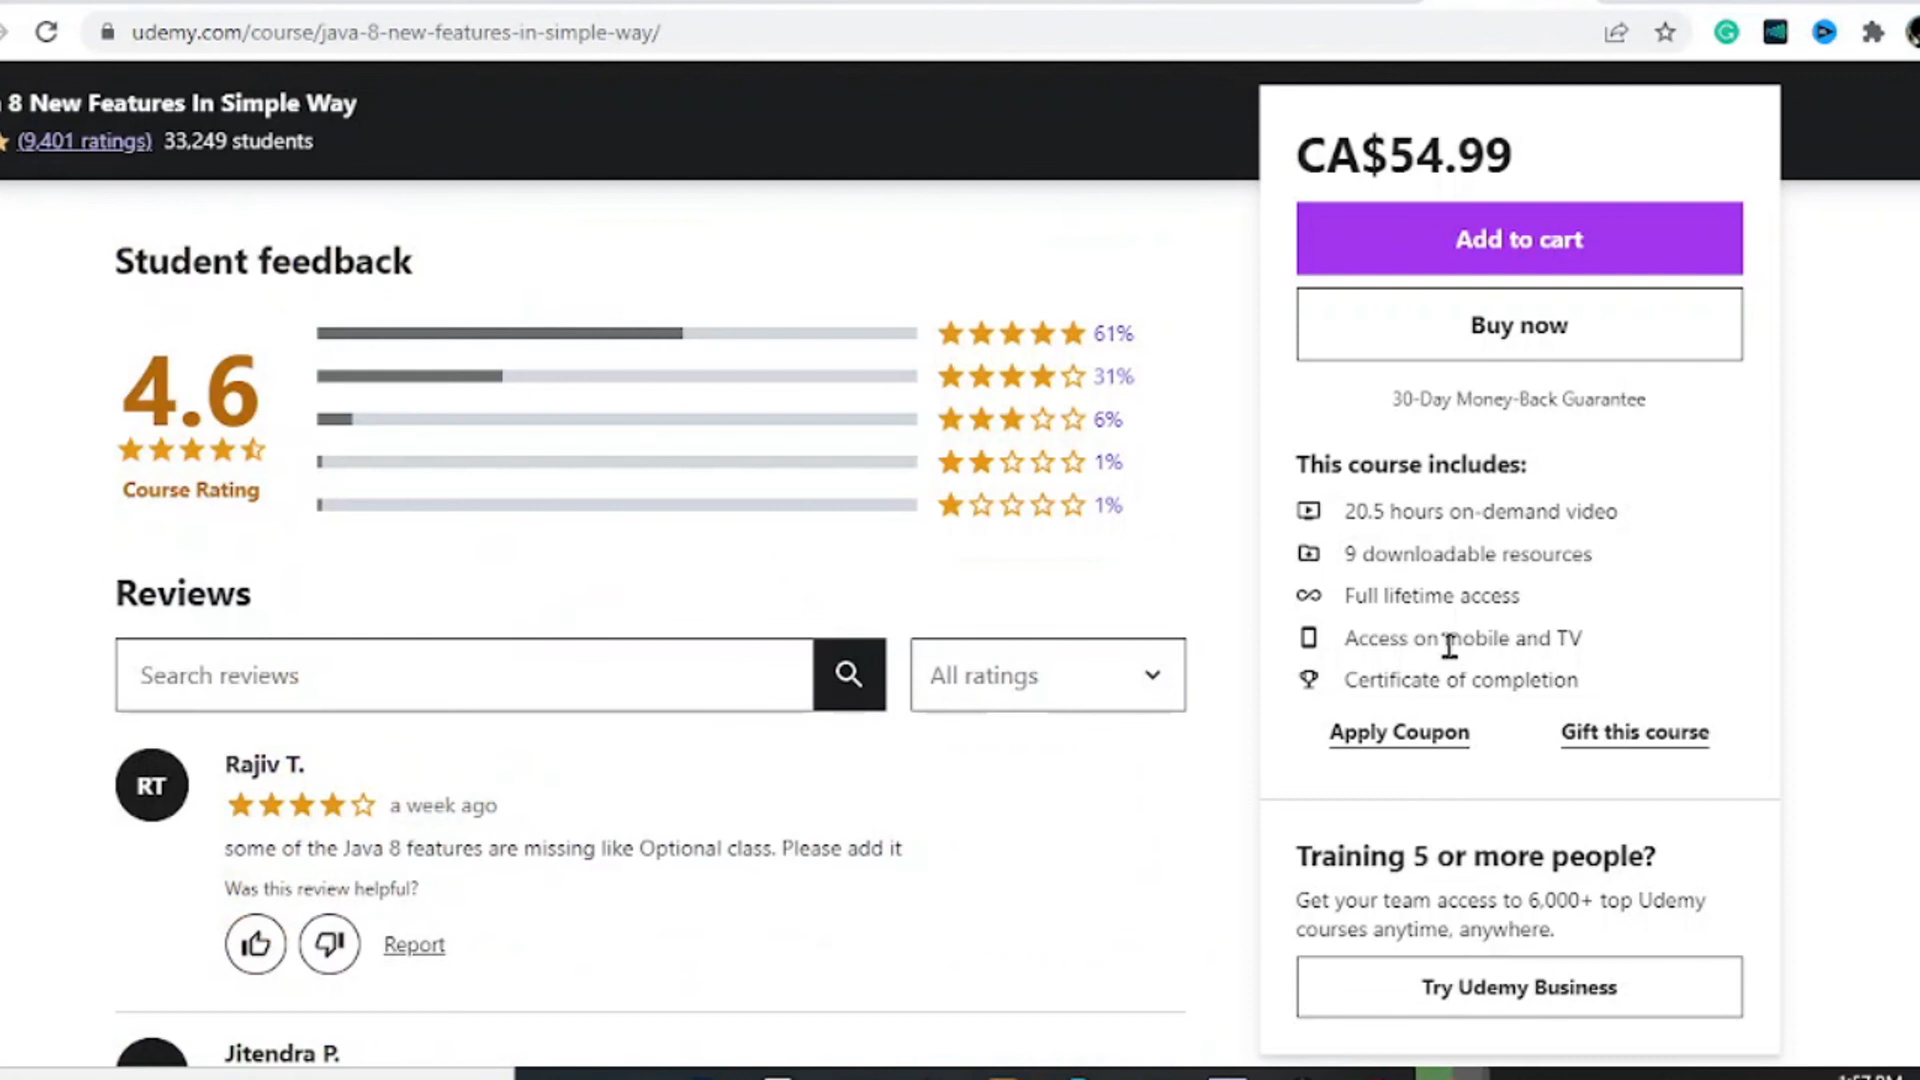 udemy.com/course/java-8-new-features-in-simple-way/
8 New Features In Simple Way
(9,401 ratings) 33,249 students
CA$54.99
Add to cart
Buy now
30-Day Money-Back Guarantee
This course includes:
20.5 hours on-demand video
9 downloadable resources
Full lifetime access
Access on mobile and TV
Certificate of completion
Apply Coupon Gift this course
Training 5 or more people?
Get your team access to 6,000+ top Udemy
courses anytime, anywhere.
Try Udemy Business
Student feedback
4.6
Course Rating
61%
31%
6%
1%
1%
Reviews
Search reviews
All ratings
RT
Rajiv T.
a week ago
some of the Java 8 features are missing like Optional class. Please add it
Was this review helpful?
Report
Jitendra P.